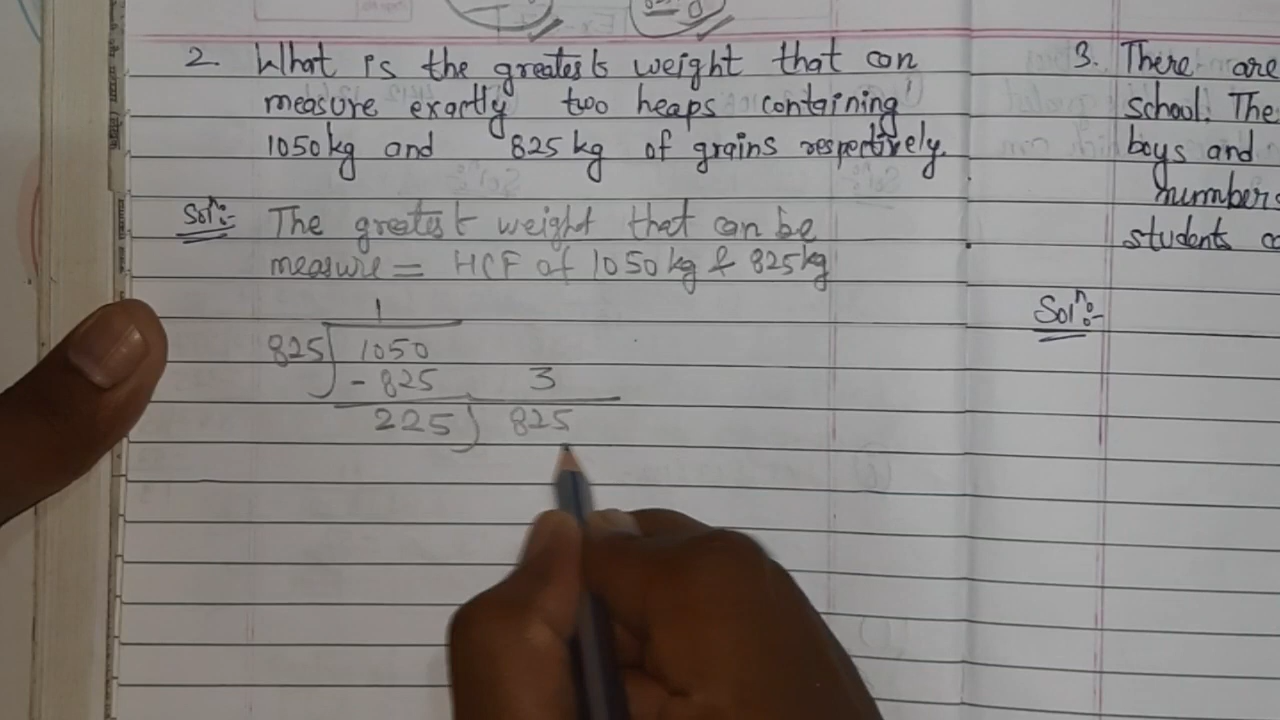 2. What is the greatest weight that can
measure exactly two heaps containing
1050 kg and 825 kg of grains respectively.
Solⁿ:- The greatest weight that can be
measure = HCF of 1050 kg & 825 kg
1
825) 1050
- 825 3
225) 825
3. There are
school. The
boys and
number
students
Solⁿ:-